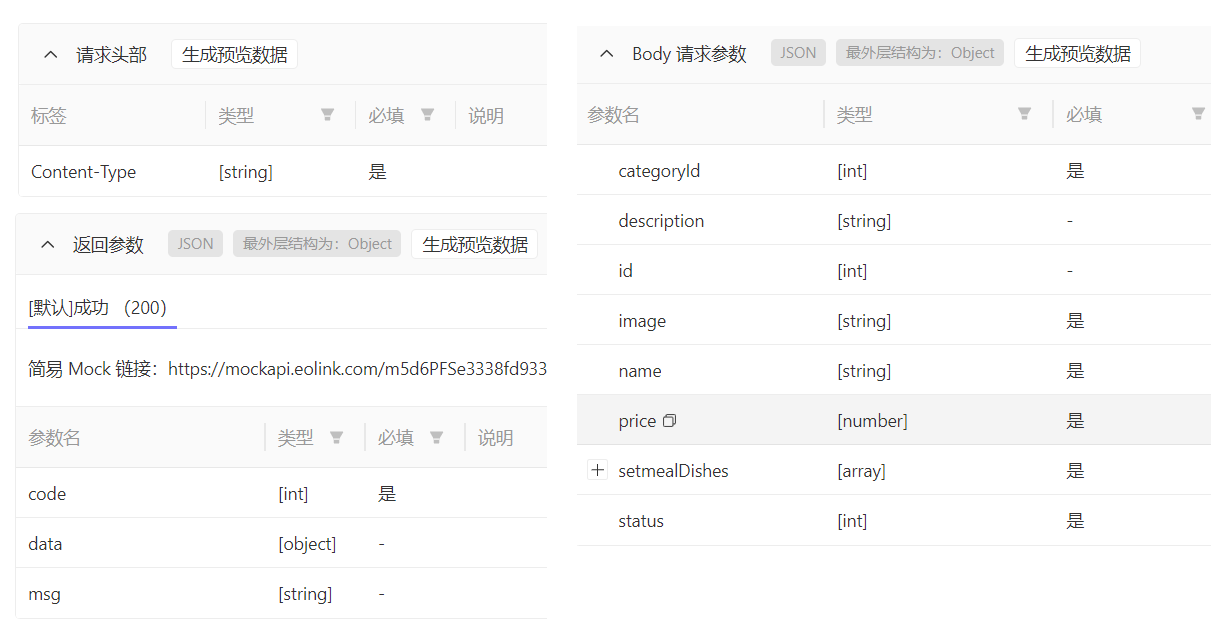 请求头部 生成预览数据
标签 类型 必填 说明
Content-Type [string] 是
返回参数 JSON 最外层结构为：Object 生成预览数据
[默认]成功 （200）
简易 Mock 链接：https://mockapi.eolink.com/m5d6PFSe3338fd933
参数名 类型 必填 说明
code [int] 是
data [object] -
msg [string] -
Body 请求参数 JSON 最外层结构为：Object 生成预览数据
参数名 类型 必填
categoryId [int] 是
description [string] -
id [int] -
image [string] 是
name [string] 是
price [number] 是
setmealDishes [array] 是
status [int] 是